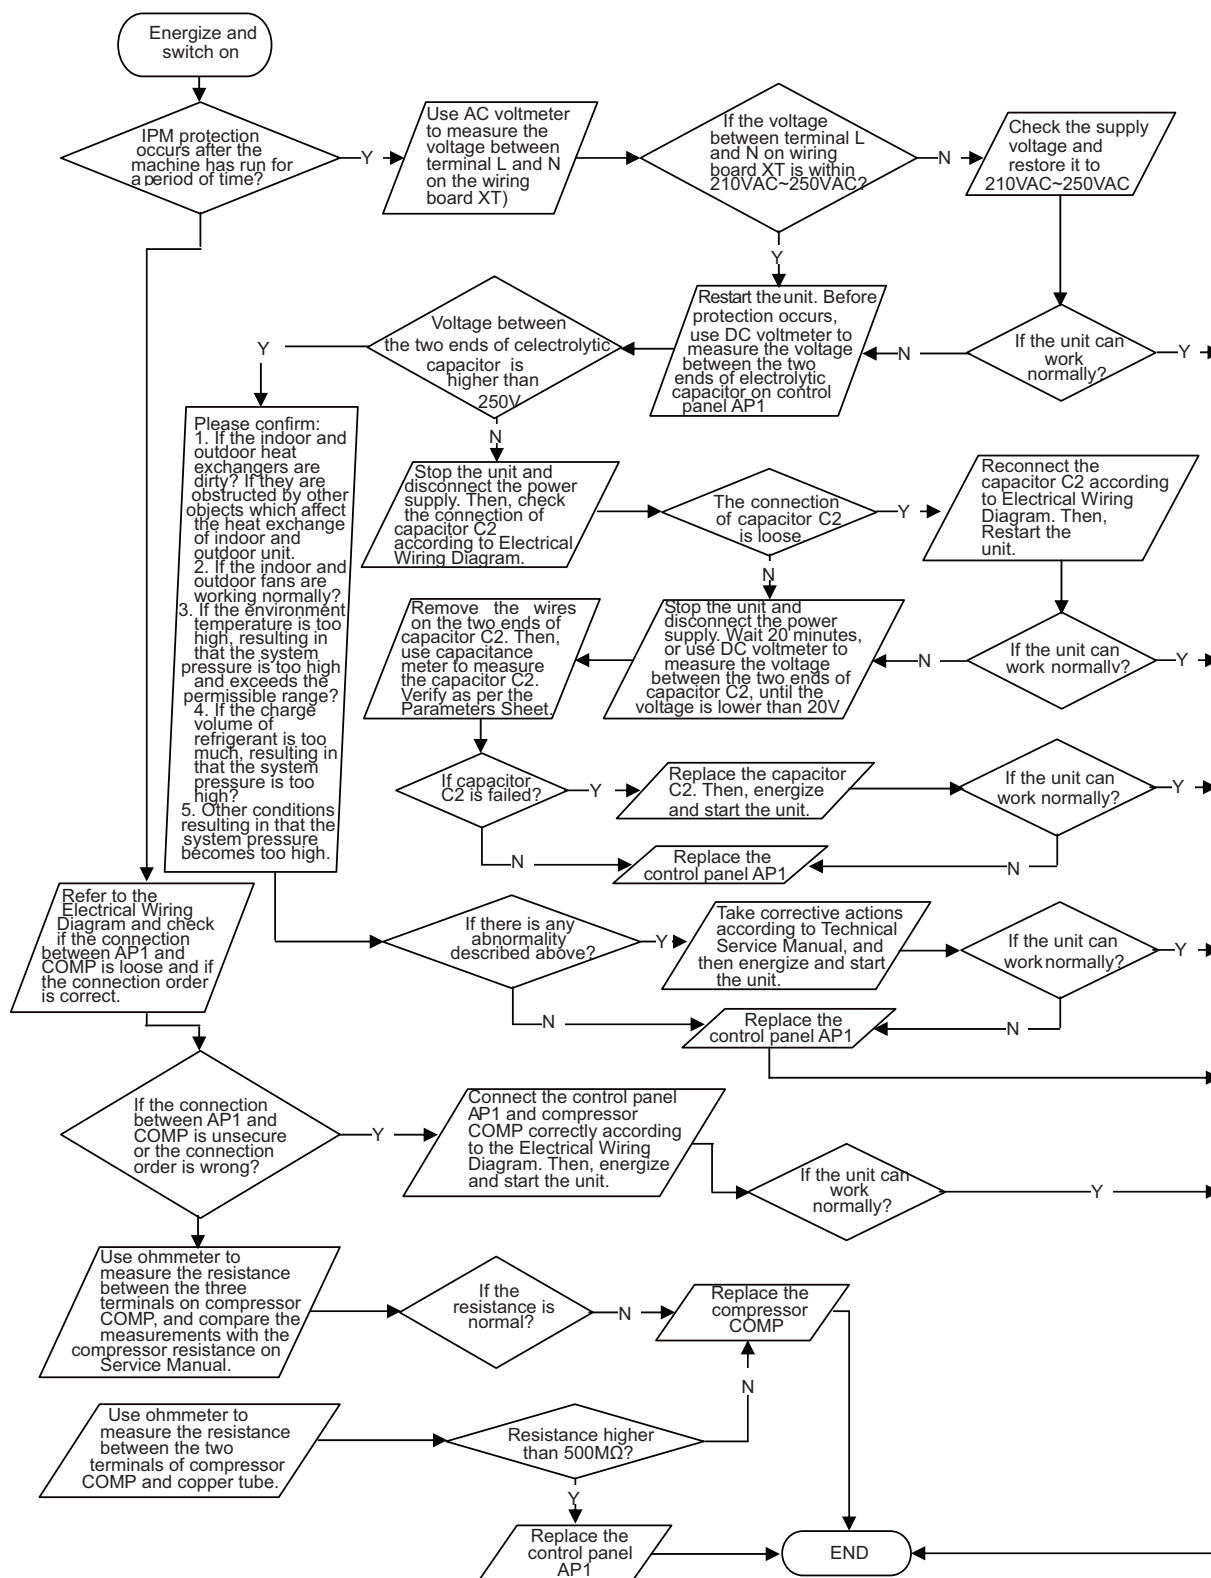 Energize and
switch on
IPM protection
occurs after the
machine has run for
a period of time?
Y
Use AC voltmeter
to measure the
voltage between
terminal L and N
on the wiring
board XT)
If the voltage
between terminal L
and N on wiring
board XT is within
210VAC~250VAC?
N
Check the supply
voltage and
restore it to
210VAC~250VAC
Y
Restart the unit. Before
protection occurs,
use DC voltmeter to
measure the voltage
between the two
ends of electrolytic
capacitor on control
panel AP1
N
If the unit can
work
normally?
Y
Voltage between
the two ends of celectrolytic
capacitor is
higher than
250V
Y
N
Please confirm:
1. If the indoor and
outdoor heat
exchangers are
dirty? If they are
obstructed by other
objects which affect
the heat exchange
of indoor and
outdoor unit.
2. If the indoor and
outdoor fans are
working normally?
3. If the environment
temperature is too
high, resulting in
that the system
pressure is too high
and exceeds the
permissible range?
4. If the charge
volume of
refrigerant is too
much, resulting in
that the system
pressure is too
high?
5. Other conditions
resulting in that the
system pressure
becomes too high.
Stop the unit and
disconnect the power
supply. Then, check
the connection of
capacitor C2
according to Electrical
Wiring Diagram.
The connection
of capacitor C2
is loose
Y
Reconnect the
capacitor C2 according
to Electrical Wiring
Diagram. Then,
Restart the
unit.
N
Remove the wires
on the two ends of
capacitor C2. Then,
use capacitance
meter to measure
the capacitor C2.
Verify as per the
Parameters Sheet.
Stop the unit and
disconnect the power
supply. Wait 20 minutes,
or use DC voltmeter to
measure the voltage
between the two ends of
capacitor C2, until the
voltage is lower than 20V
N
If the unit can
work normally?
Y
If capacitor
C2 is failed?
Y
Replace the capacitor
C2. Then, energize
and start the unit.
If the unit can
work normally?
Y
N
Replace the
control panel AP1
N
Refer to the
Electrical Wiring
Diagram and check
if the connection
between AP1 and
COMP is loose and if
the connection order
is correct.
If there is any
abnormality
described above?
Y
Take corrective actions
according to Technical
Service Manual, and
then energize and start
the unit.
If the unit can
work normally?
Y
N
Replace the
control panel AP1
N
If the connection
between AP1 and
COMP is unsecure
or the connection
order is wrong?
Y
Connect the control panel
AP1 and compressor
COMP correctly according
to the Electrical Wiring
Diagram. Then, energize
and start the unit.
If the unit can
work
normally?
Y
Use ohmmeter to
measure the resistance
between the three
terminals on compressor
COMP, and compare the
measurements with the
compressor resistance on
Service Manual.
If the
resistance is
normal?
N
Replace the
compressor
COMP
N
Use ohmmeter to
measure the resistance
between the two
terminals of compressor
COMP and copper tube.
Resistance higher
than 500MΩ?
Y
Replace the
control panel
AP1
END